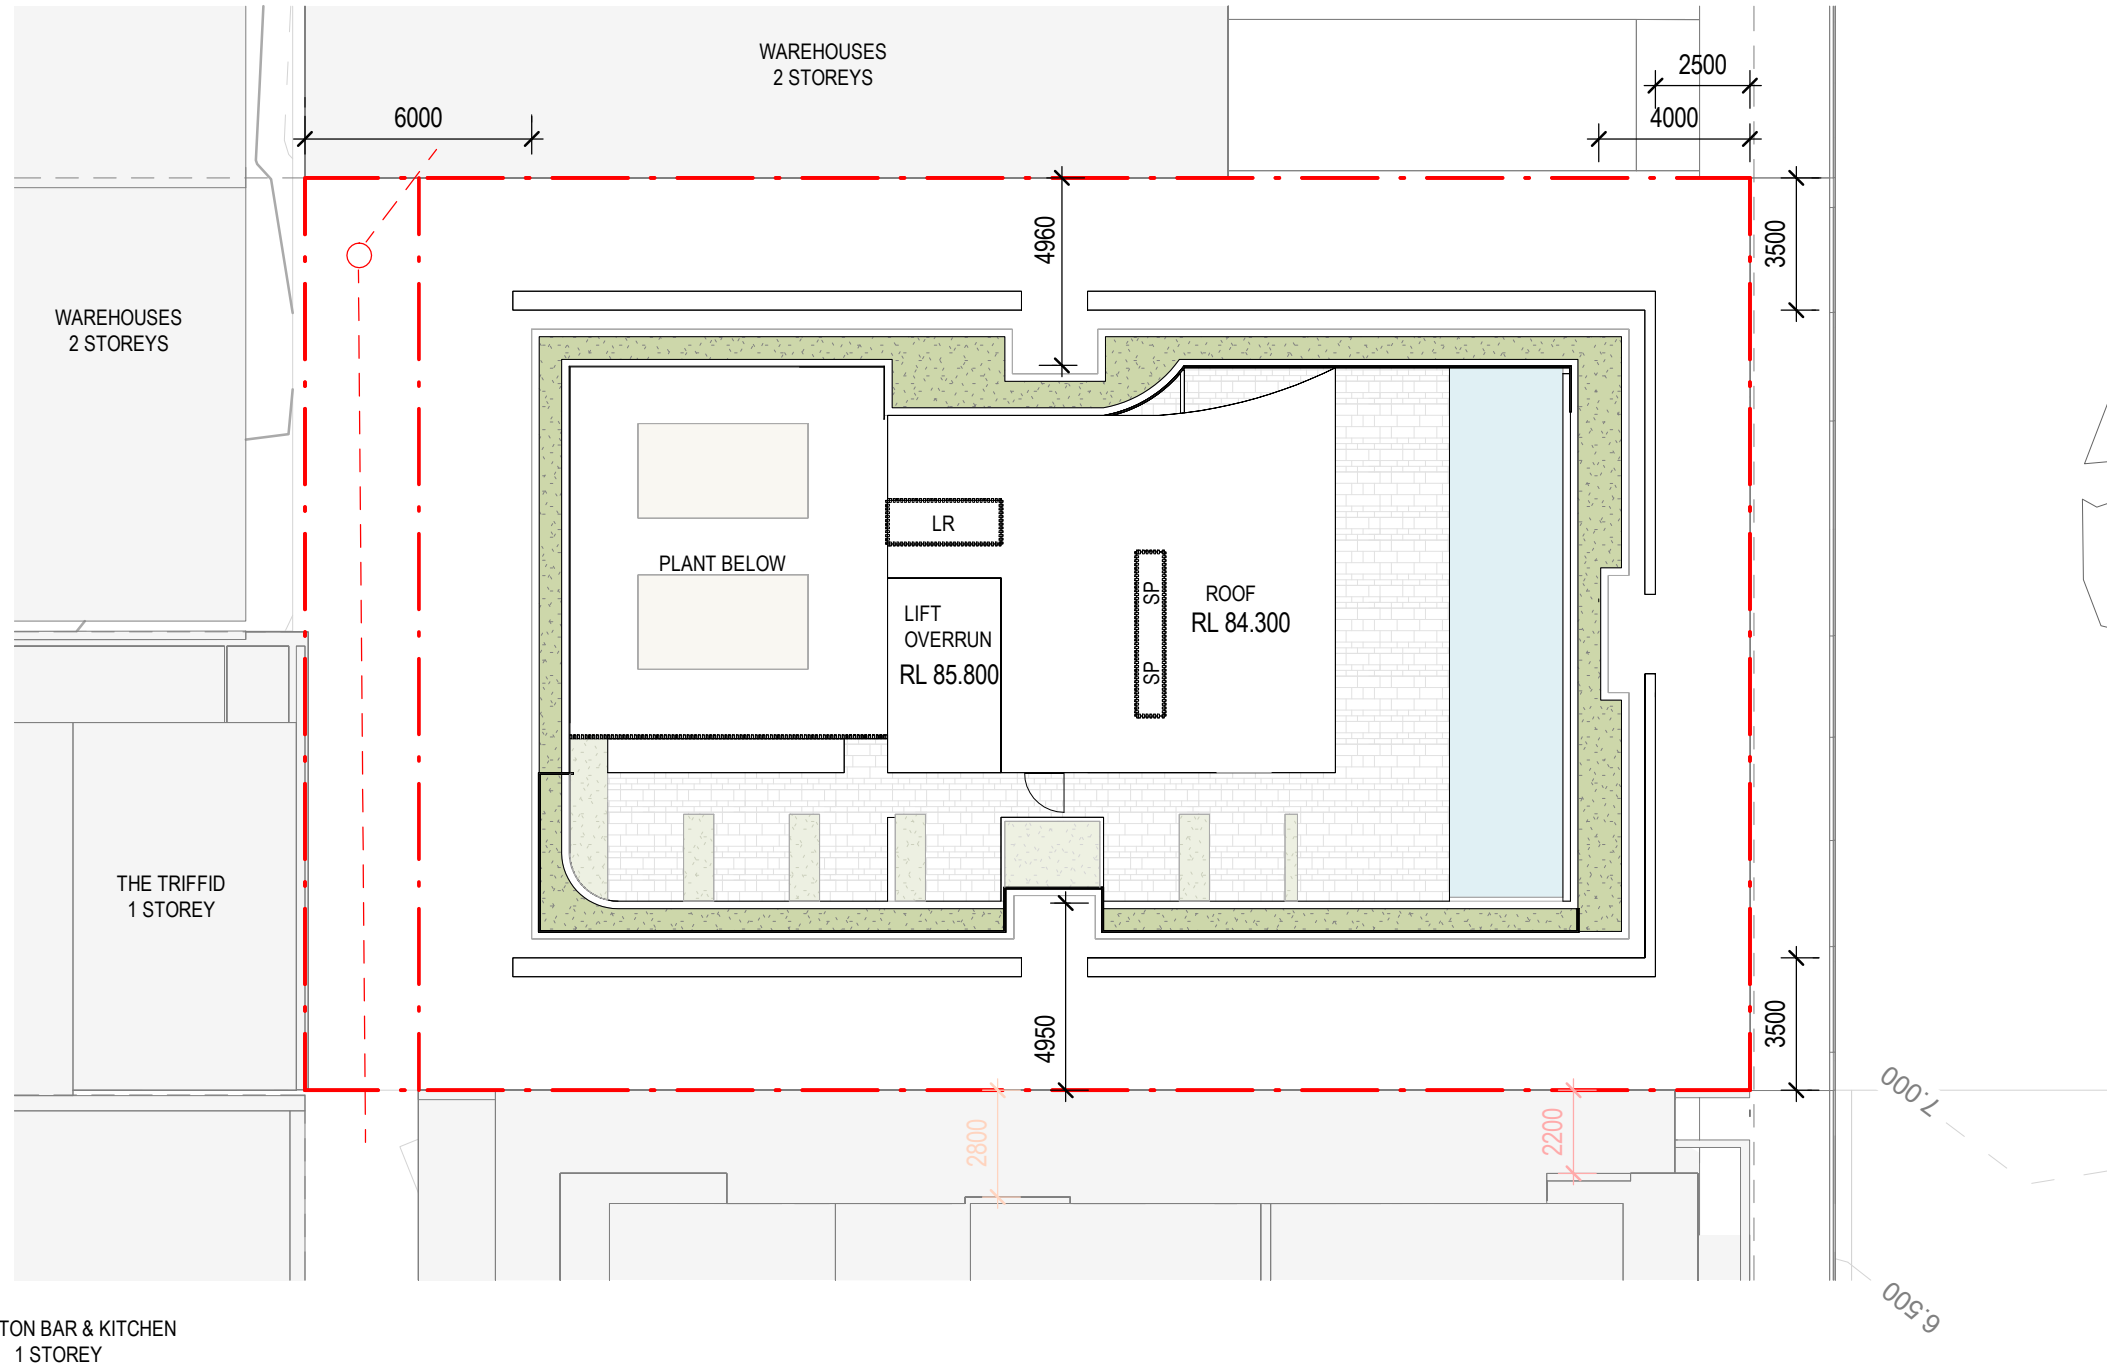 WAREHOUSES
2 STOREYS
2500
6000
4000
4960
3500
WAREHOUSES
2 STOREYS
LR
PLANT BELOW
SP
SP
ROOF
RL 84.300
LIFT
OVERRUN
RL 85.800
THE TRIFFID
1 STOREY
4950
3500
2800
2200
7.000
6.500
TON BAR & KITCHEN
1 STOREY